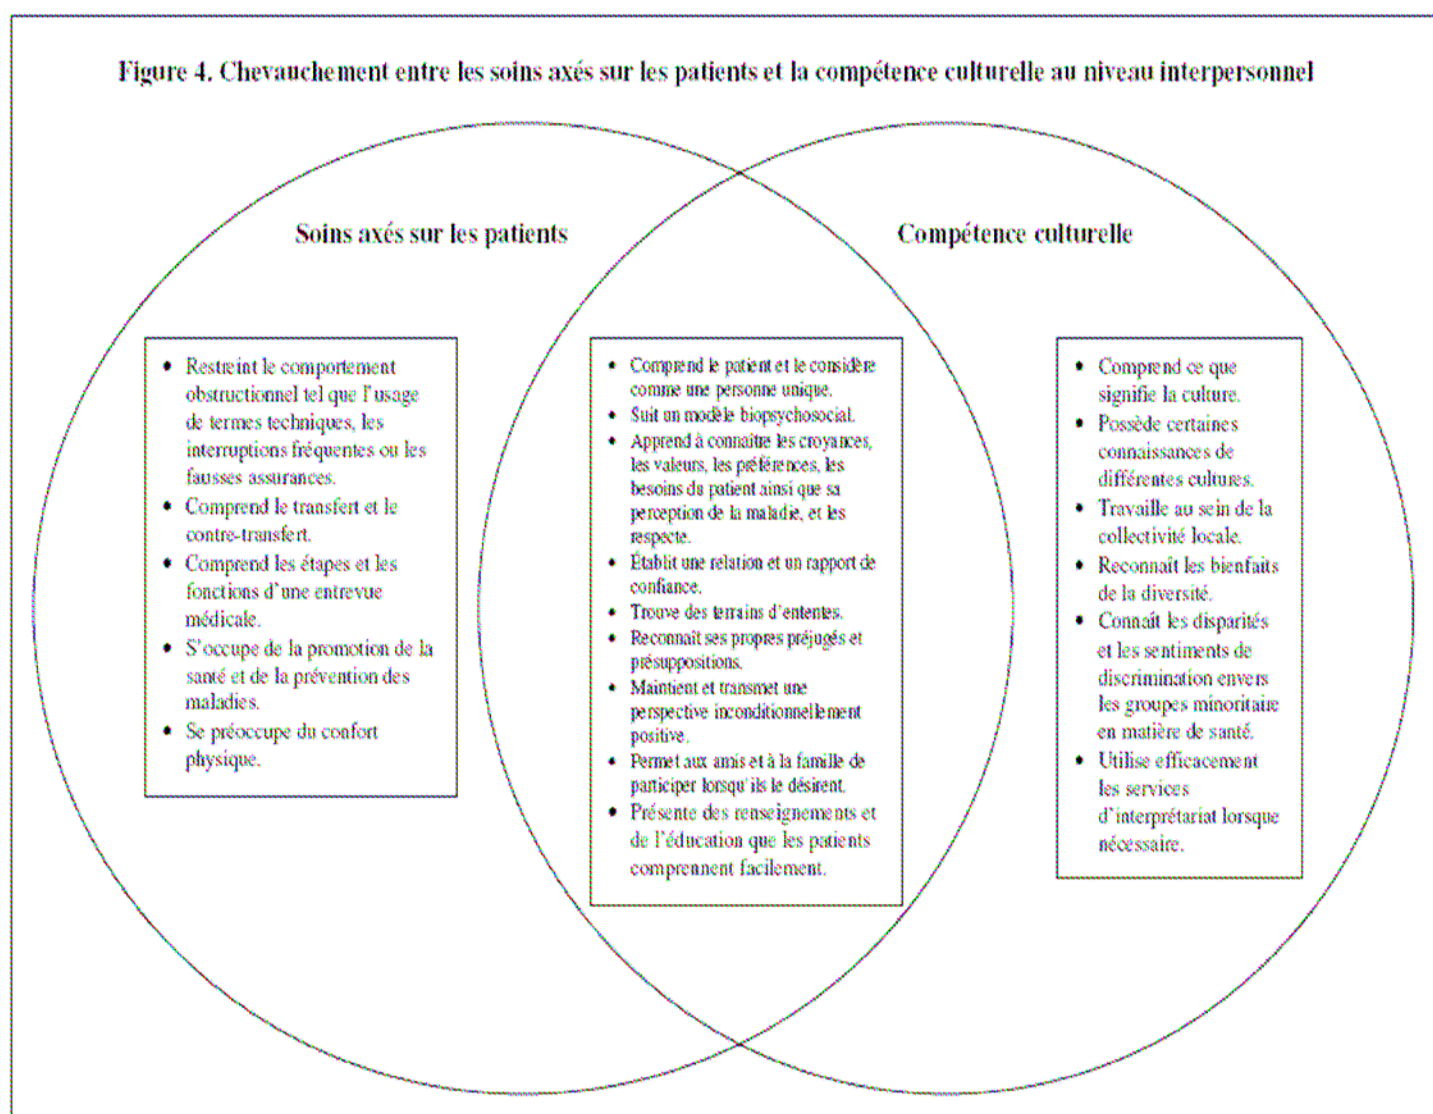 Figure 4. Chevauchement entre les soins axés sur les patients et la compétence culturelle au niveau interpersonnel
Soins axés sur les patients
• Restreint le comportement
obstructionnel tel que l'usage
de termes techniques, les
interruptions fréquentes ou les
fausses assurances.
• Comprend le transfert et le
contre-transfert.
• Comprend les étapes et les
fonctions d'une entrevue
médicale.
• S'occupe de la promotion de la
santé et de la prévention des
maladies.
• Se préoccupe du confort
physique.
• Comprend le patient et le considère
comme une personne unique.
• Suit un modèle biopsychosocial.
• Apprend à connaître les croyances,
les valeurs, les préférences, les
besoins du patient ainsi que sa
perception de la maladie, et les
respecte.
• Établit une relation et un rapport de
confiance.
• Trouve des terrains d'ententes.
• Reconnaît ses propres préjugés et
présuppositions.
• Maintient et transmet une
perspective inconditionnellement
positive.
• Permet aux amis et à la famille de
participer lorsqu'ils le désirent.
• Présente des renseignements et
de l'éducation que les patients
comprennent facilement.
Compétence culturelle
• Comprend ce que
signifie la culture.
• Possède certaines
connaissances de
différentes cultures.
• Travaille au sein de la
collectivité locale.
• Reconnaît les bienfaits
de la diversité.
• Connaît les disparités
et les sentiments de
discrimination envers
les groupes minoritaire
en matière de santé.
• Utilise efficacement
les services
d'interprétariat lorsque
nécessaire.